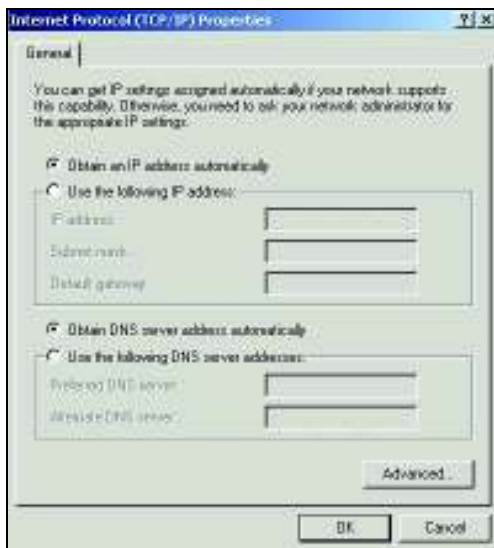 Internet Protocol (TCP/IP) Properties
General
You can get IP settings assigned automatically if your network supports
this capability. Otherwise, you need to ask your network administrator for
the appropriate IP settings.
Obtain an IP address automatically
Use the following IP address:
IP address:
Subnet mask:
Default gateway:
Obtain DNS server address automatically
Use the following DNS server addresses:
Preferred DNS server:
Alternate DNS server:
Advanced...
OK
Cancel